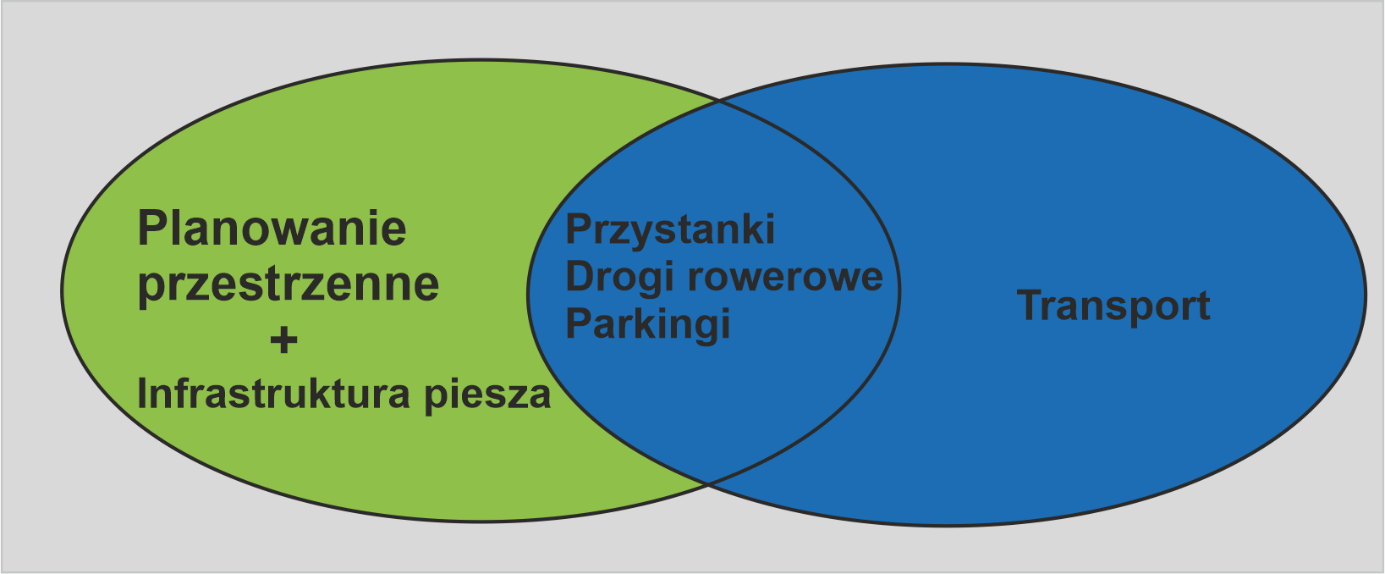 Planowanie
przestrzenne
+
Infrastruktura piesza
Przystanki
Drogi rowerowe
Parkingi
Transport